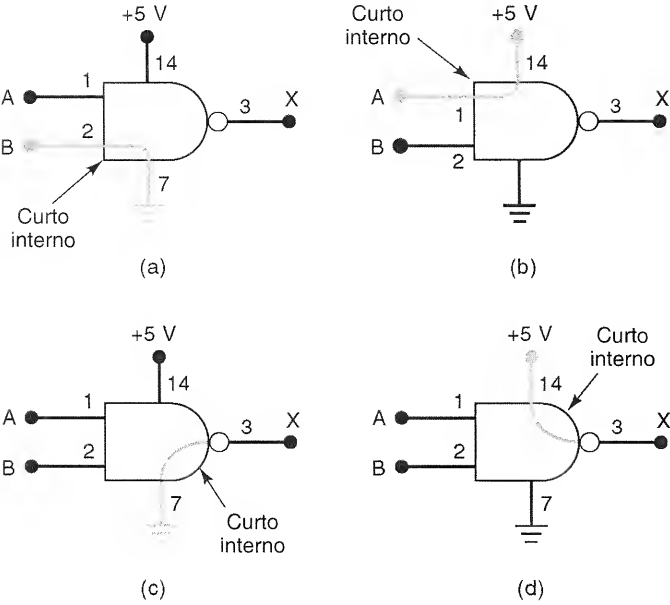 +5 V
14
A
1
B
2
3
X
7
Curto
interno
(a)
Curto
interno
+5 V
14
A
1
B
2
3
X
(b)
+5 V
14
A
1
B
2
3
X
7
Curto
interno
(c)
+5 V
14
Curto
interno
A
1
B
2
3
X
7
(d)